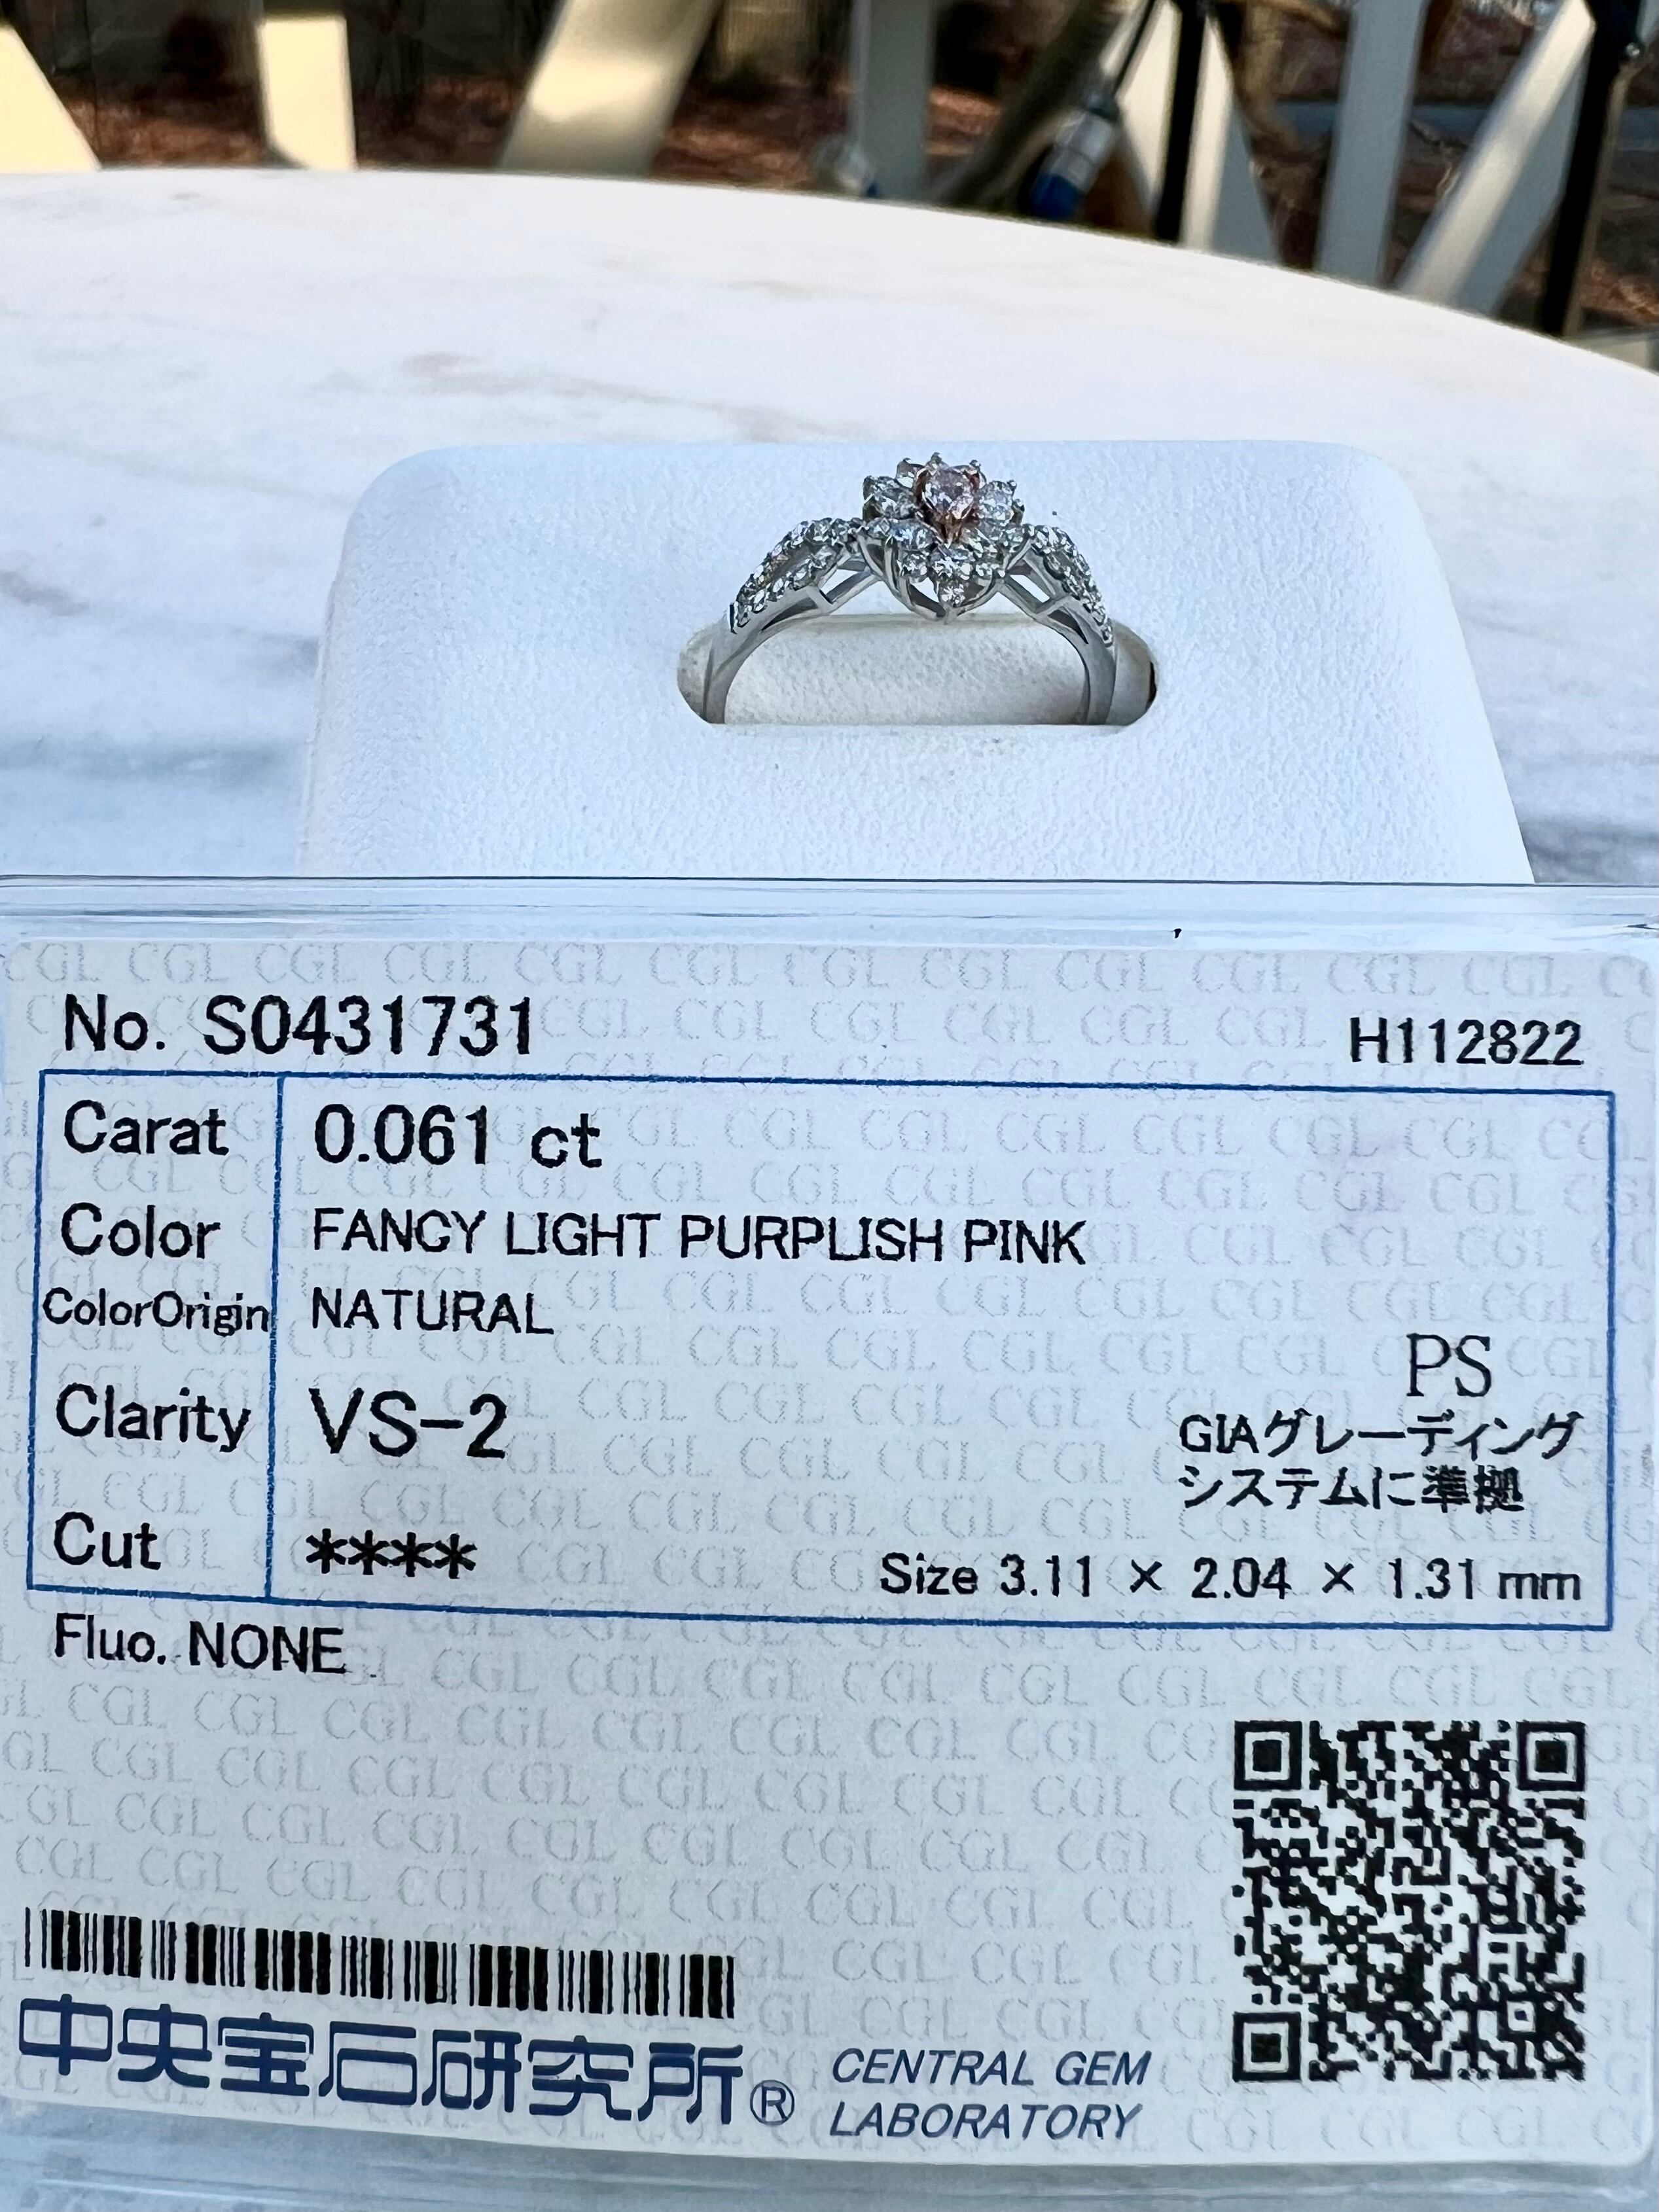 No. S0431731
H112822
Carat 0.061 ct
Color FANCY LIGHT PURPLISH PINK
ColorOrigin NATURAL
PS
Clarity VS-2
GIAグレーディング
システムに準拠
Cut ****
Size 3.11 × 2.04 × 1.31 mm
Fluo. NONE
中央宝石研究所®
CENTRAL GEM
LABORATORY